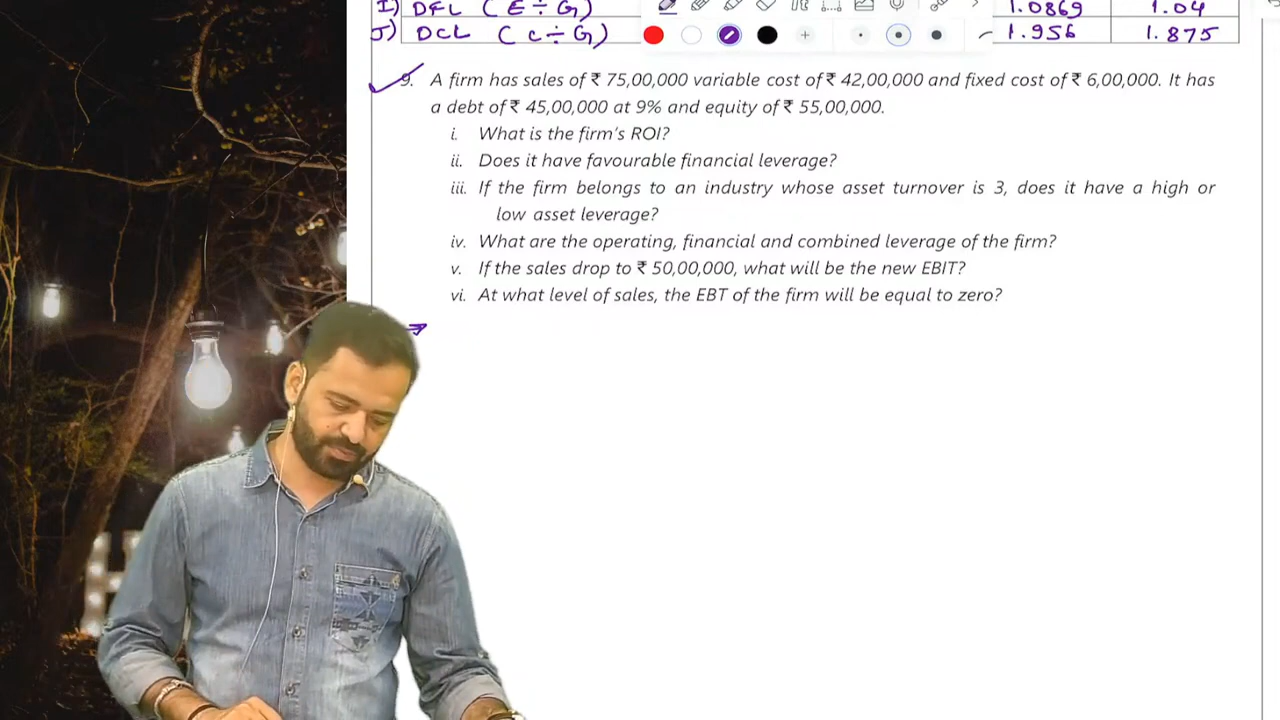 I) DFL ( E ÷ G ) 1.0869 1.04
J) DCL ( C ÷ G ) 1.956 1.875
9. A firm has sales of ₹ 75,00,000 variable cost of ₹ 42,00,000 and fixed cost of ₹ 6,00,000. It has
a debt of ₹ 45,00,000 at 9% and equity of ₹ 55,00,000.
i. What is the firm's ROI?
ii. Does it have favourable financial leverage?
iii. If the firm belongs to an industry whose asset turnover is 3, does it have a high or
low asset leverage?
iv. What are the operating, financial and combined leverage of the firm?
v. If the sales drop to ₹ 50,00,000, what will be the new EBIT?
vi. At what level of sales, the EBT of the firm will be equal to zero?